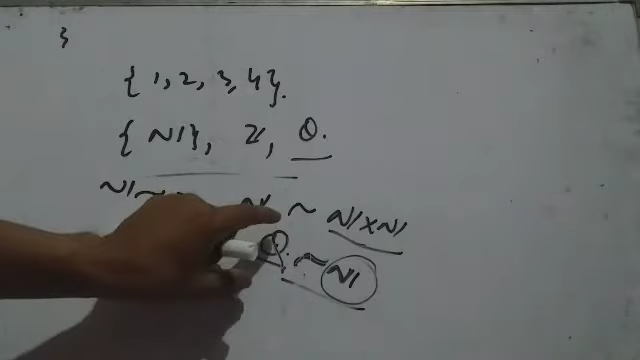 }
{ 1, 2, 3, 4}.
{ ℕ}, ℤ, ℚ.
ℕ ~ ℕ ~ ℕ×ℕ
ℚ. ~ ℕ